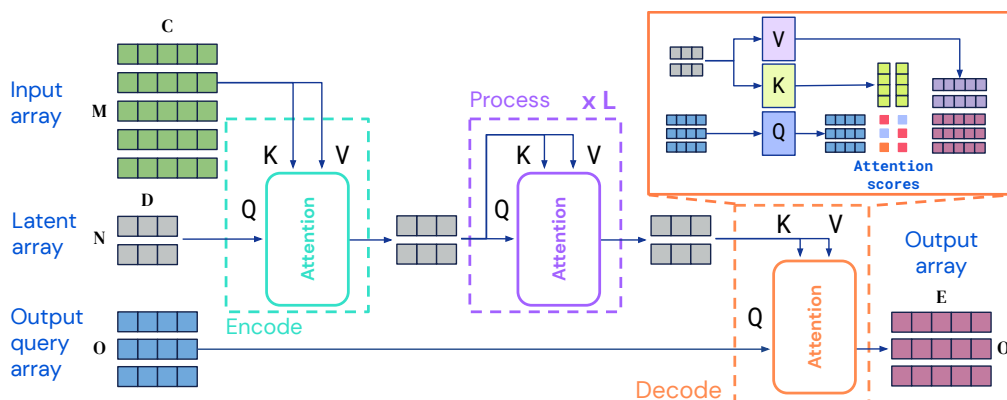 C
Input
array
M
D
Latent
array
N
Output
query
array
O
K
V
Q
Attention
Encode
Process
x L
K
V
Q
Attention
V
K
Q
Attention
scores
K
V
Q
Attention
Decode
Output
array
E
O